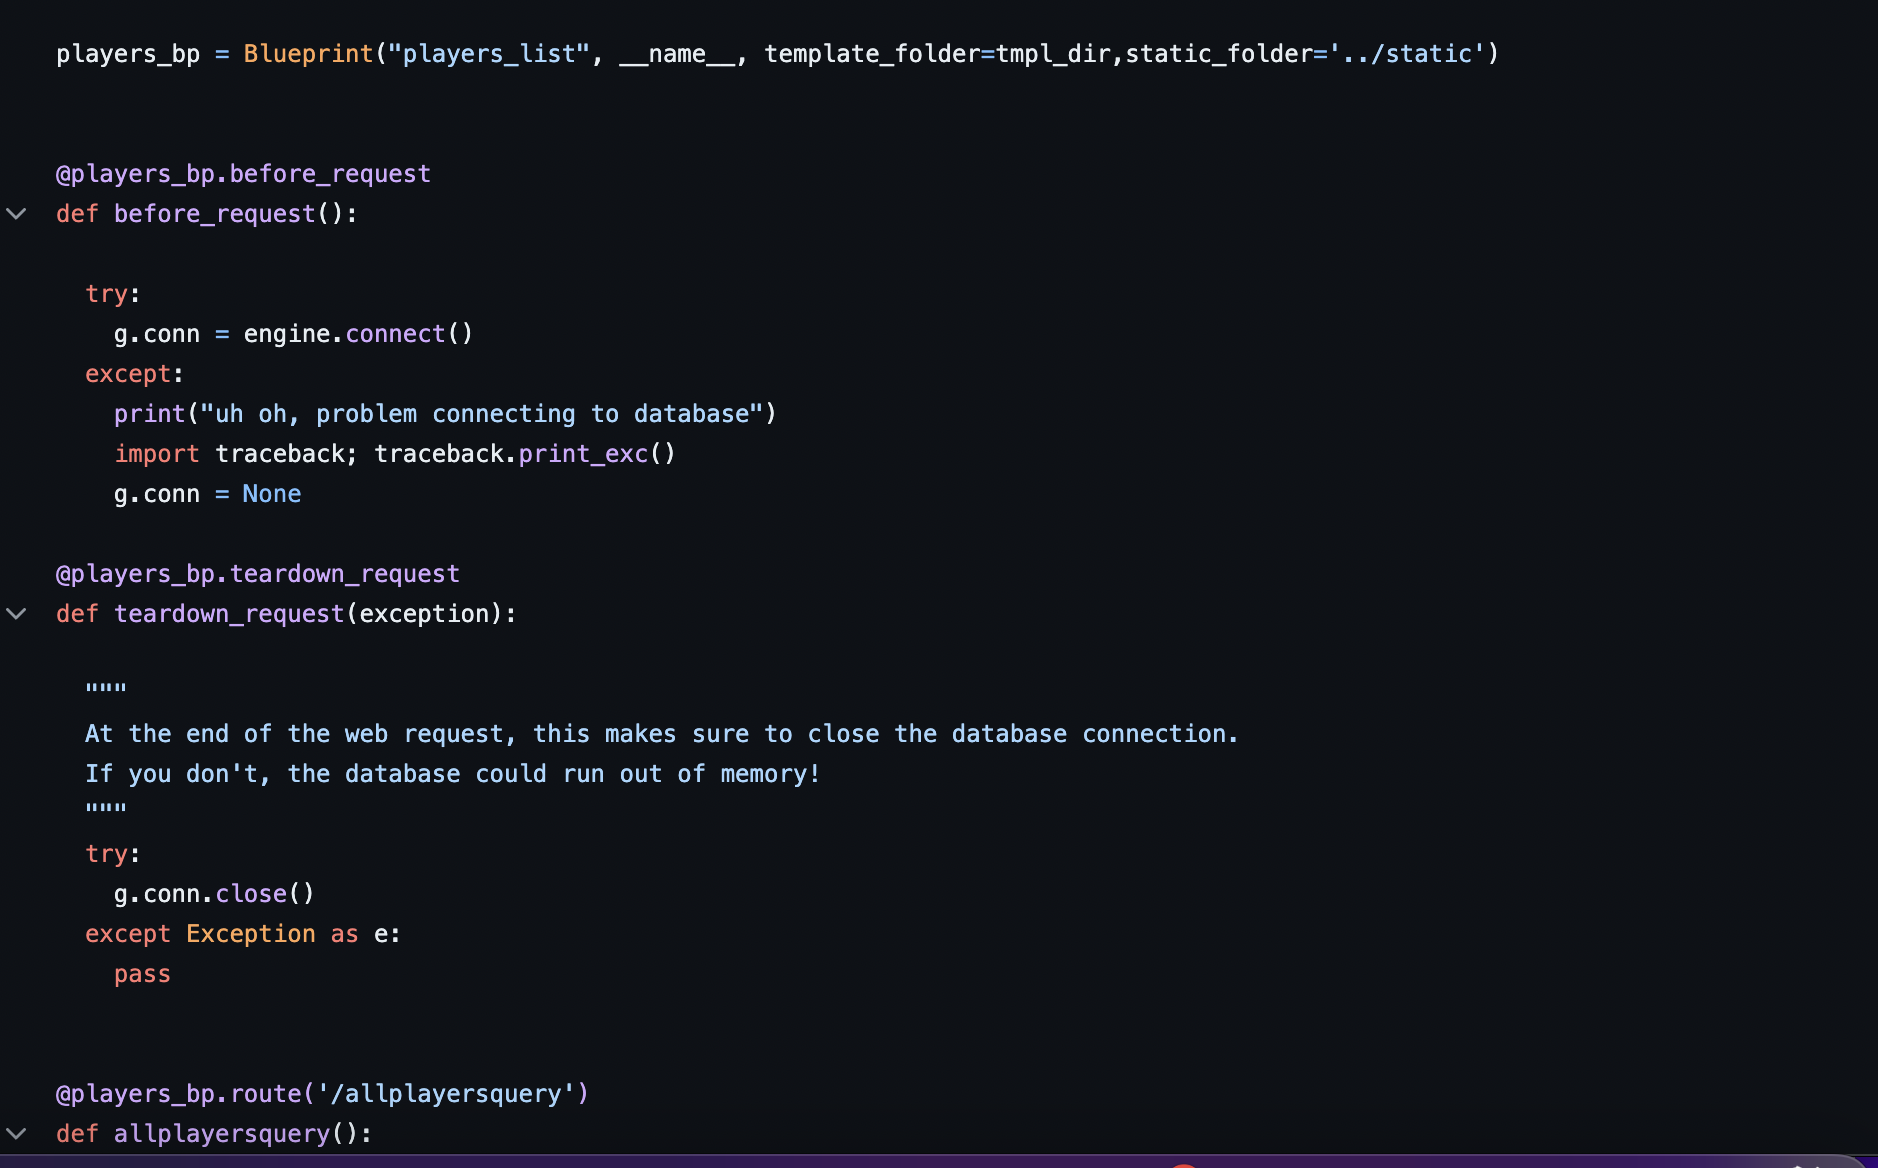 players_bp = Blueprint("players_list", __name__, template_folder=tmpl_dir,static_folder='../static')
@players_bp.before_request
def before_request():
try:
g.conn = engine.connect()
except:
print("uh oh, problem connecting to database")
import traceback; traceback.print_exc()
g.conn = None
@players_bp.teardown_request
def teardown_request(exception):
"""
At the end of the web request, this makes sure to close the database connection.
If you don't, the database could run out of memory!
"""
try:
g.conn.close()
except Exception as e:
pass
@players_bp.route('/allplayersquery')
def allplayersquery():